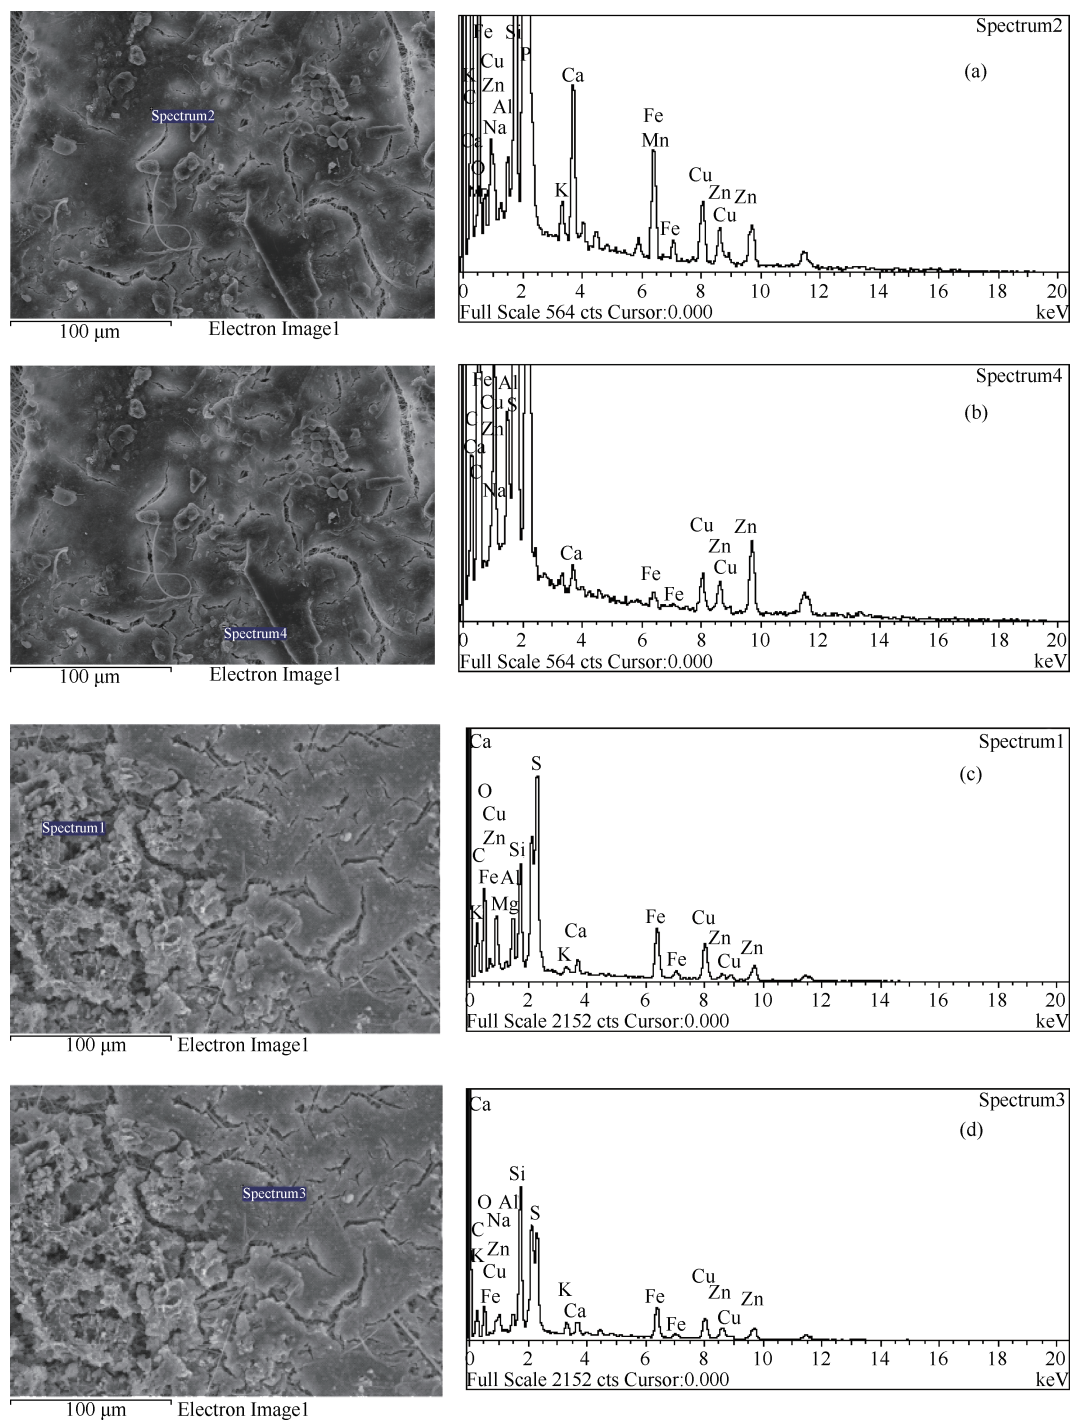 Spectrum2
100 μm
Electron Image1
Spectrum2
(a)
Fe Si
P
Cu
K
Zn
C
Al
Na
Ca
O
Mn
K
Ca
Fe
Mn
Fe
Cu
Zn
Cu
Zn
0 2 4 6 8 10 12 14 16 18 20
Full Scale 564 cts Cursor:0.000
keV
Spectrum4
100 μm
Electron Image1
Spectrum4
(b)
Fe Al
Cu S
C
Zn
Ca
C
Na
Ca
Fe
Fe
Cu
Zn
Cu
Zn
0 2 4 6 8 10 12 14 16 18 20
Full Scale 564 cts Cursor:0.000
keV
Spectrum1
100 μm
Electron Image1
Spectrum1
(c)
Ca
S
O
Cu
Zn
C
Si
Fe Al
K
Mg
K
Ca
Fe
Fe
Cu
Zn
Cu
Zn
0 2 4 6 8 10 12 14 16 18 20
Full Scale 2152 cts Cursor:0.000
keV
Spectrum3
100 μm
Electron Image1
Spectrum3
(d)
Ca
Si
O Al
Na
S
C
K Zn
Cu
Fe
K
Ca
Fe
Fe
Cu
Zn
Cu
Zn
0 2 4 6 8 10 12 14 16 18 20
Full Scale 2152 cts Cursor:0.000
keV